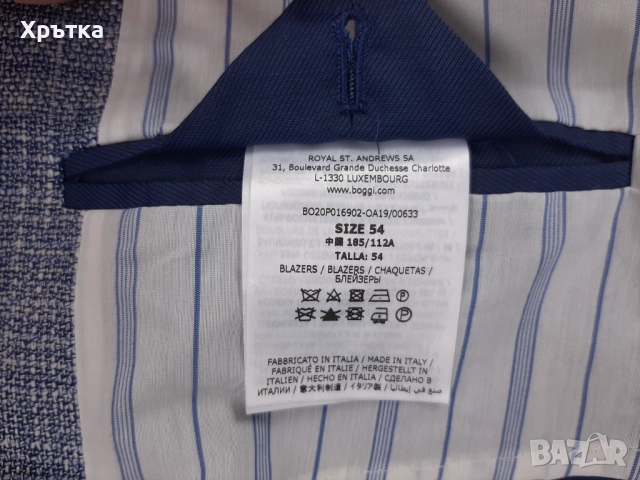 Хрътка
ROYAL ST. ANDREWS SA
31, Boulevard Grande Duchesse Charlotte
L-1330 LUXEMBOURG
www.boggi.com
BO20P016902-OA19/00633
SIZE 54
中國 185/112A
TALLA: 54
BLAZERS / BLAZERS / CHAQUETAS /
БЛЕЙЗЕРЫ
FABBRICATO IN ITALIA / MADE IN ITALY /
FABRIQUÉ EN ITALIE / HERGESTELLT IN
ITALIEN / HECHO EN ITALIA / СДЕЛАНО В
ИТАЛИИ / 意大利制造 / イタリア製 / صنع في إيطاليا
BAZAR